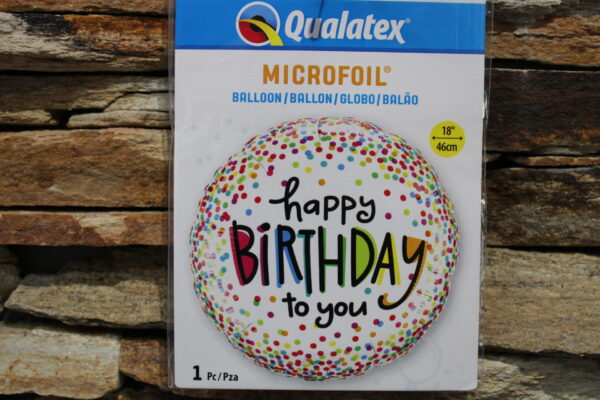 Qualatex®
MICROFOIL®
BALLOON/BALLON/GLOBO/BALÃO
18"
46cm
happy
BiRTHDAY
to you
1 Pc/Pza